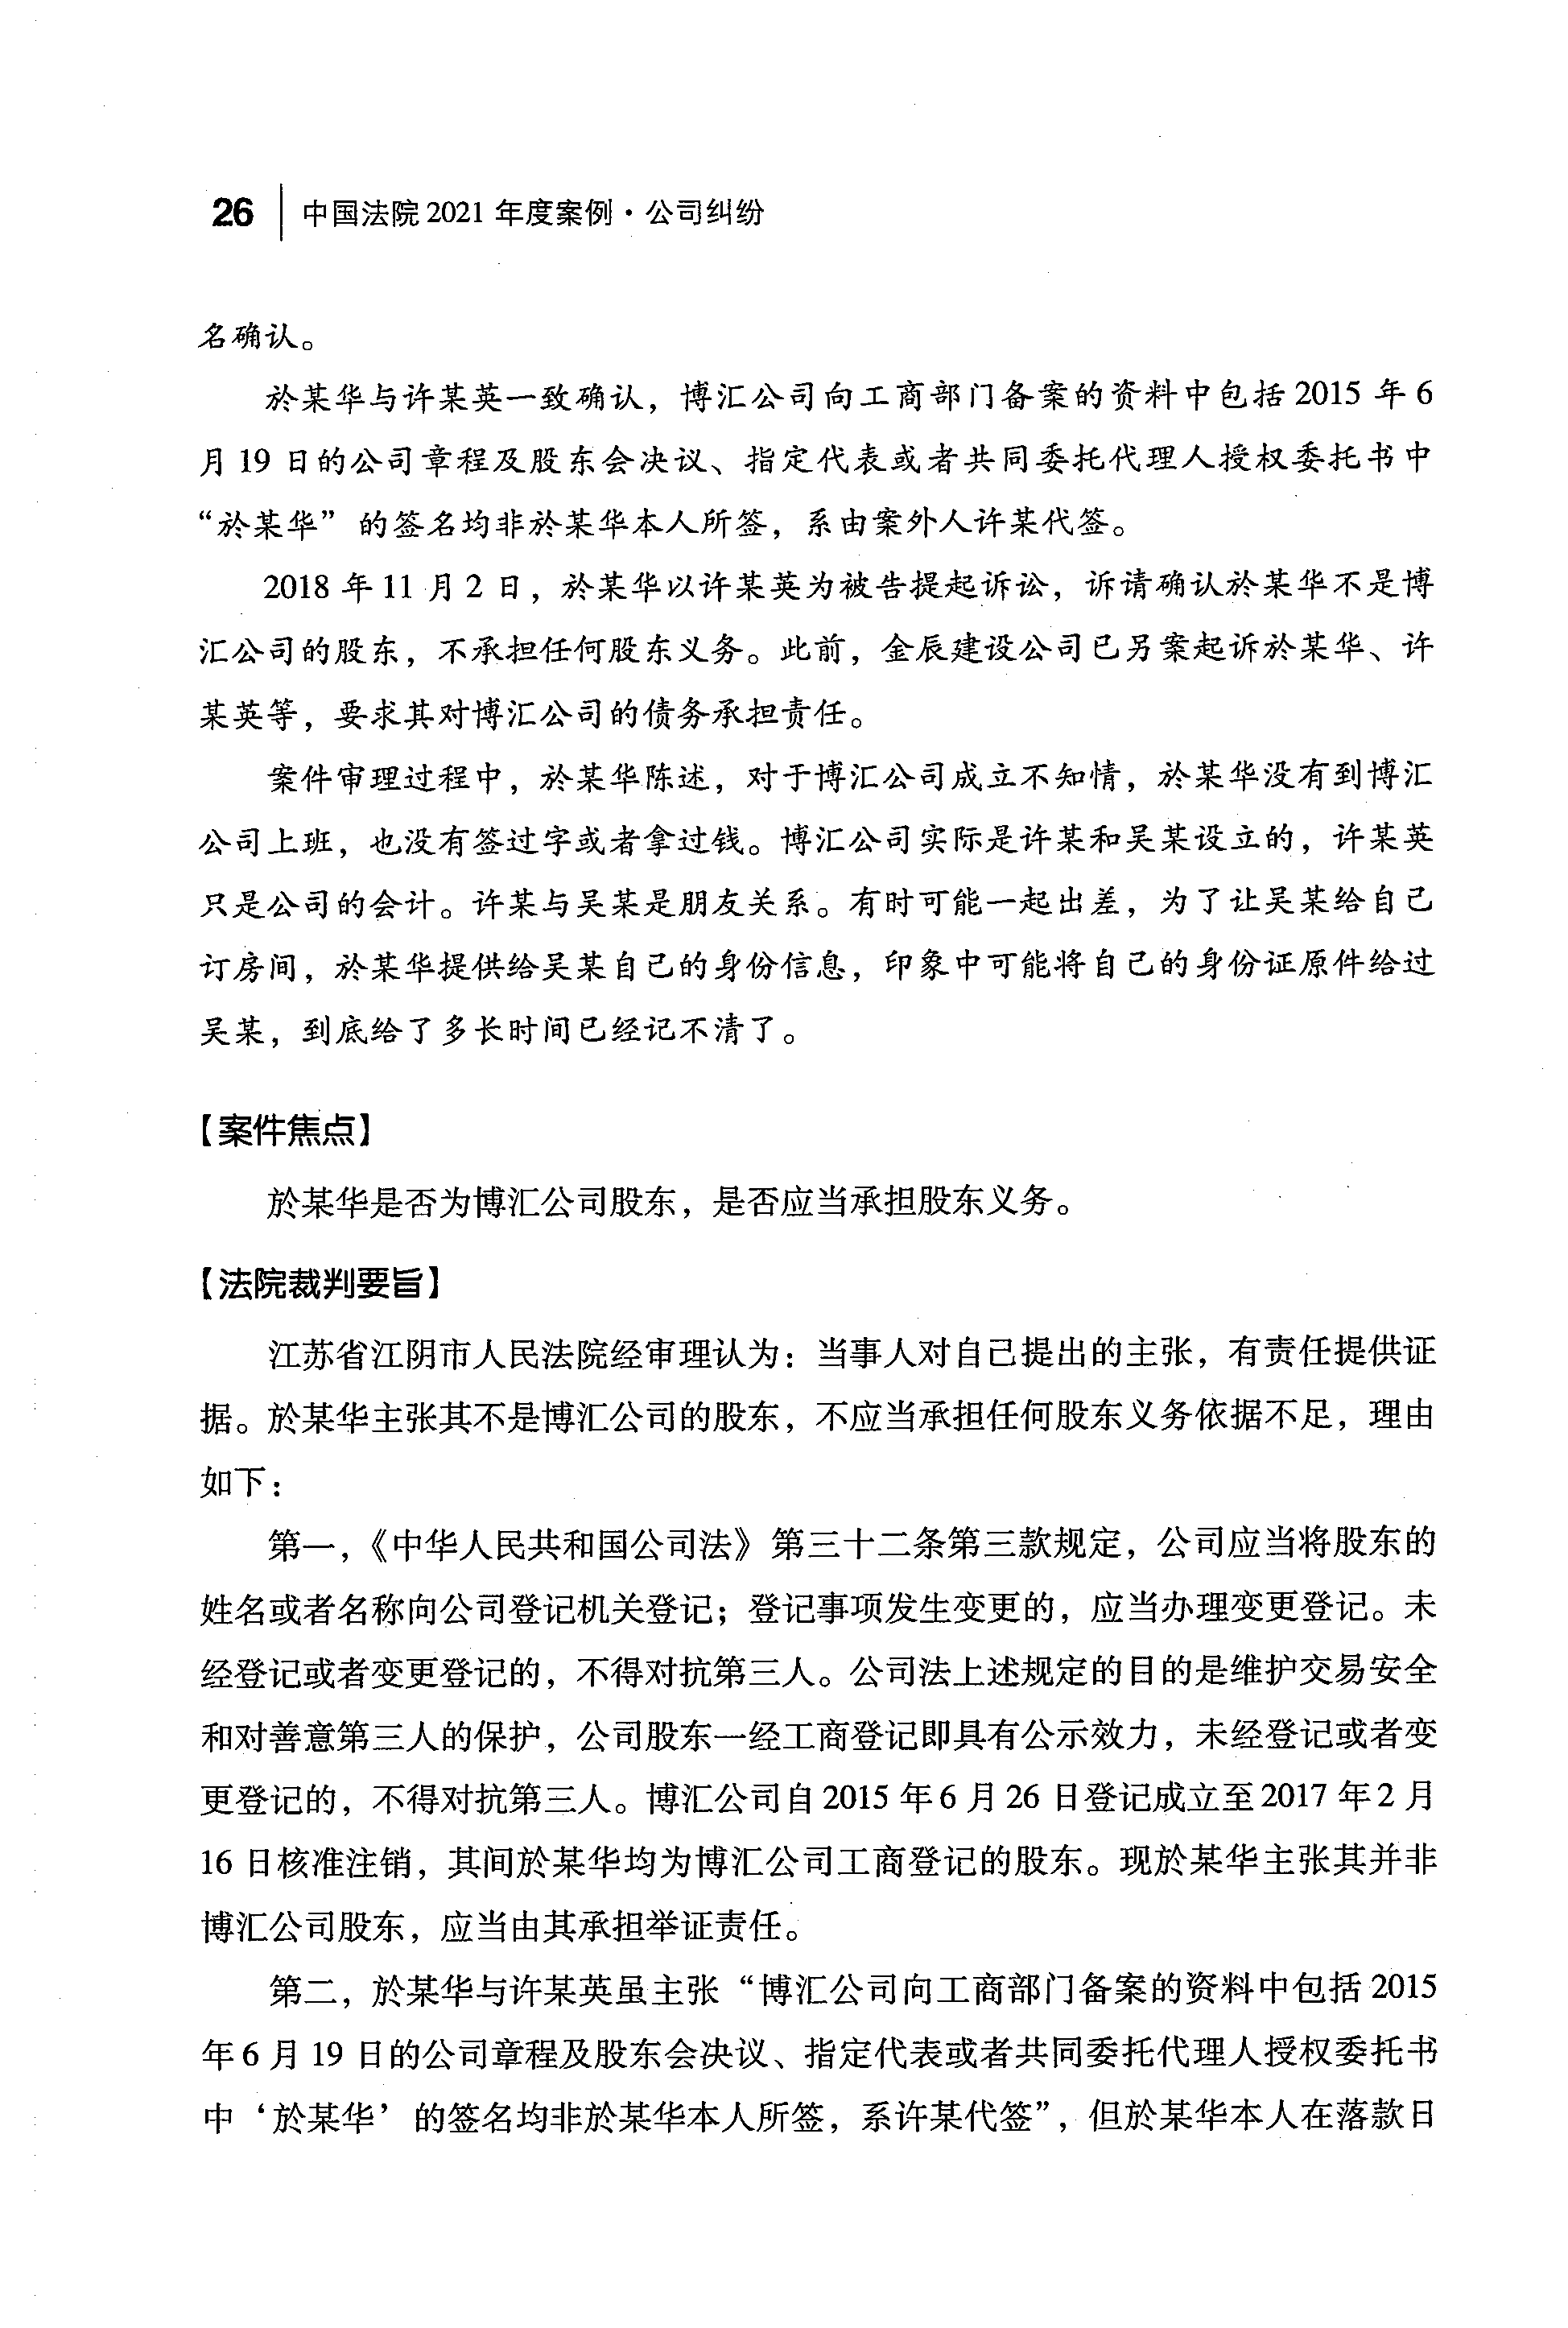 26 | 中国法院2021年度案例·公司纠纷
名确认。
於某华与许某英一致确认，博汇公司向工商部门备案的资料中包括2015年6
月19日的公司章程及股东会决议、指定代表或者共同委托代理人授权委托书中
“於某华”的签名均非於某华本人所签，系由案外人许某代签。
2018年11月2日，於某华以许某英为被告提起诉讼，诉请确认於某华不是博
汇公司的股东，不承担任何股东义务。此前，金辰建设公司已另案起诉於某华、许
某英等，要求其对博汇公司的债务承担责任。
案件审理过程中，於某华陈述，对于博汇公司成立不知情，於某华没有到博汇
公司上班，也没有签过字或者拿过钱。博汇公司实际是许某和吴某设立的，许某英
只是公司的会计。许某与吴某是朋友关系。有时可能一起出差，为了让吴某给自己
订房间，於某华提供给吴某自己的身份信息，印象中可能将自己的身份证原件给过
吴某，到底给了多长时间已经记不清了。
【案件焦点】
於某华是否为博汇公司股东，是否应当承担股东义务。
【法院裁判要旨】
江苏省江阴市人民法院经审理认为：当事人对自己提出的主张，有责任提供证
据。於某华主张其不是博汇公司的股东，不应当承担任何股东义务依据不足，理由
如下：
第一，《中华人民共和国公司法》第三十二条第三款规定，公司应当将股东的
姓名或者名称向公司登记机关登记；登记事项发生变更的，应当办理变更登记。未
经登记或者变更登记的，不得对抗第三人。公司法上述规定的目的是维护交易安全
和对善意第三人的保护，公司股东一经工商登记即具有公示效力，未经登记或者变
更登记的，不得对抗第三人。博汇公司自2015年6月26日登记成立至2017年2月
16日核准注销，其间於某华均为博汇公司工商登记的股东。现於某华主张其并非
博汇公司股东，应当由其承担举证责任。
第二，於某华与许某英虽主张“博汇公司向工商部门备案的资料中包括2015
年6月19日的公司章程及股东会决议、指定代表或者共同委托代理人授权委托书
中‘於某华’的签名均非於某华本人所签，系许某代签”，但於某华本人在落款日